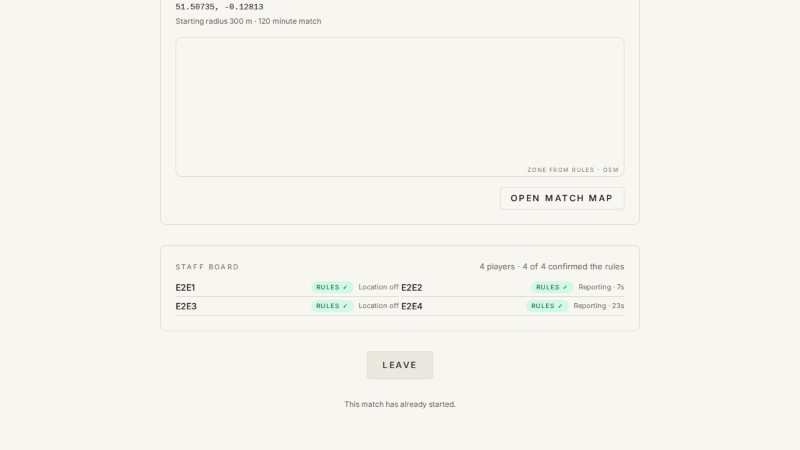 51.50735, -0.12813
Starting radius 300 m · 120 minute match
ZONE FROM RULES · OSM
OPEN MATCH MAP
STAFF BOARD 4 players · 4 of 4 confirmed the rules
E2E1 RULES ✓ Location off E2E2 RULES ✓ Reporting · 7s
E2E3 RULES ✓ Location off E2E4 RULES ✓ Reporting · 23s
LEAVE
This match has already started.